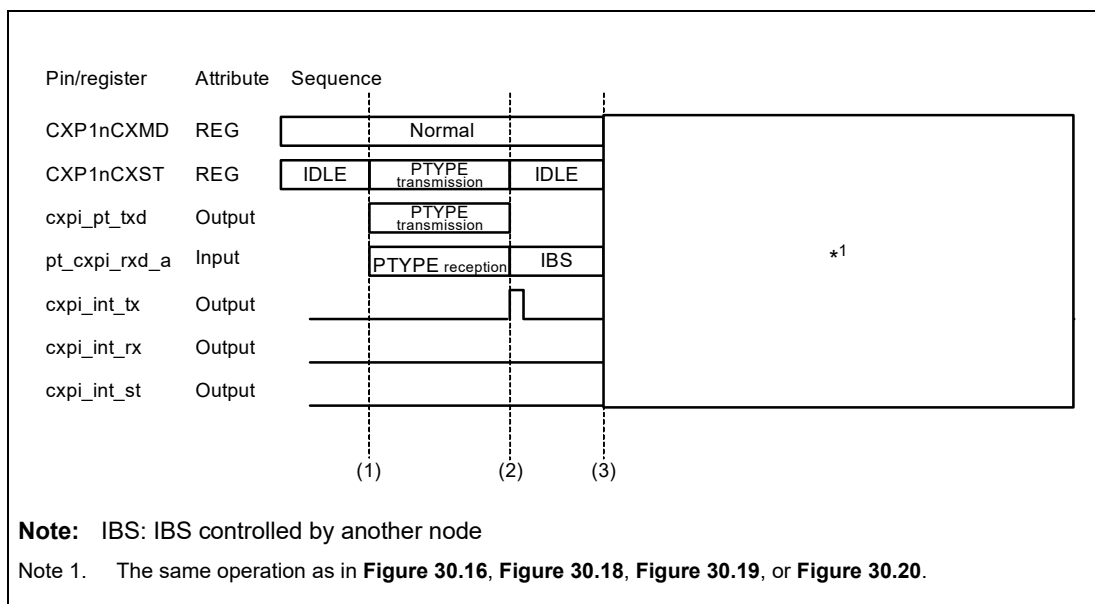 Pin/register Attribute Sequence
CXP1nCXMD REG Normal
CXP1nCXST REG IDLE PTYPE transmission IDLE
cxpi_pt_txd Output PTYPE transmission
pt_cxpi_rxd_a Input PTYPE reception IBS *1
cxpi_int_tx Output
cxpi_int_rx Output
cxpi_int_st Output
(1) (2) (3)
Note: IBS: IBS controlled by another node
Note 1. The same operation as in Figure 30.16, Figure 30.18, Figure 30.19, or Figure 30.20.